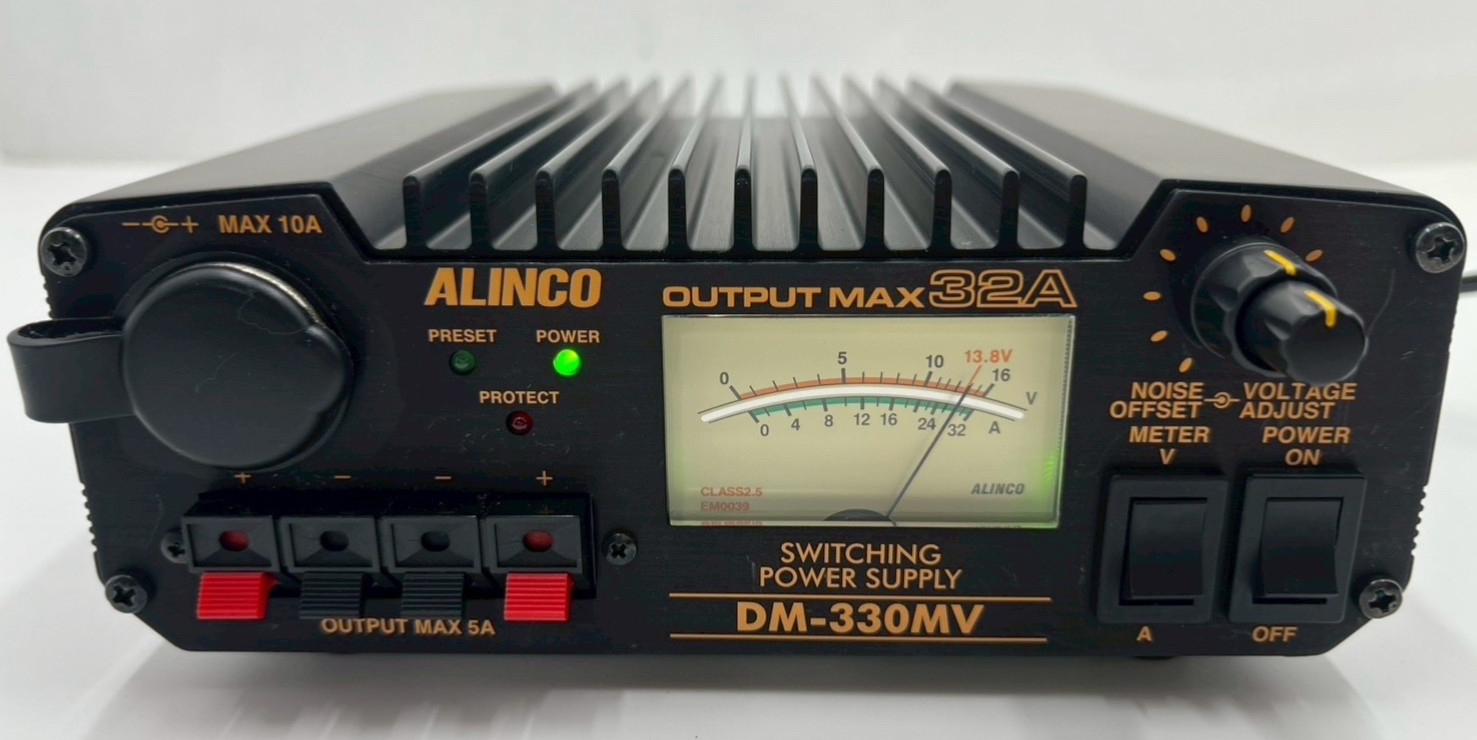 MAX 10A
ALINCO
PRESET POWER
PROTECT
OUTPUT MAX 32A
13.8V
0 5 10 16
V
0 4 8 12 16 24 32 A
CLASS2.5
EM0039
ALINCO
NOISE OFFSET
VOLTAGE ADJUST
METER
V
A
POWER
ON
OFF
+ − − +
OUTPUT MAX 5A
SWITCHING
POWER SUPPLY
DM-330MV